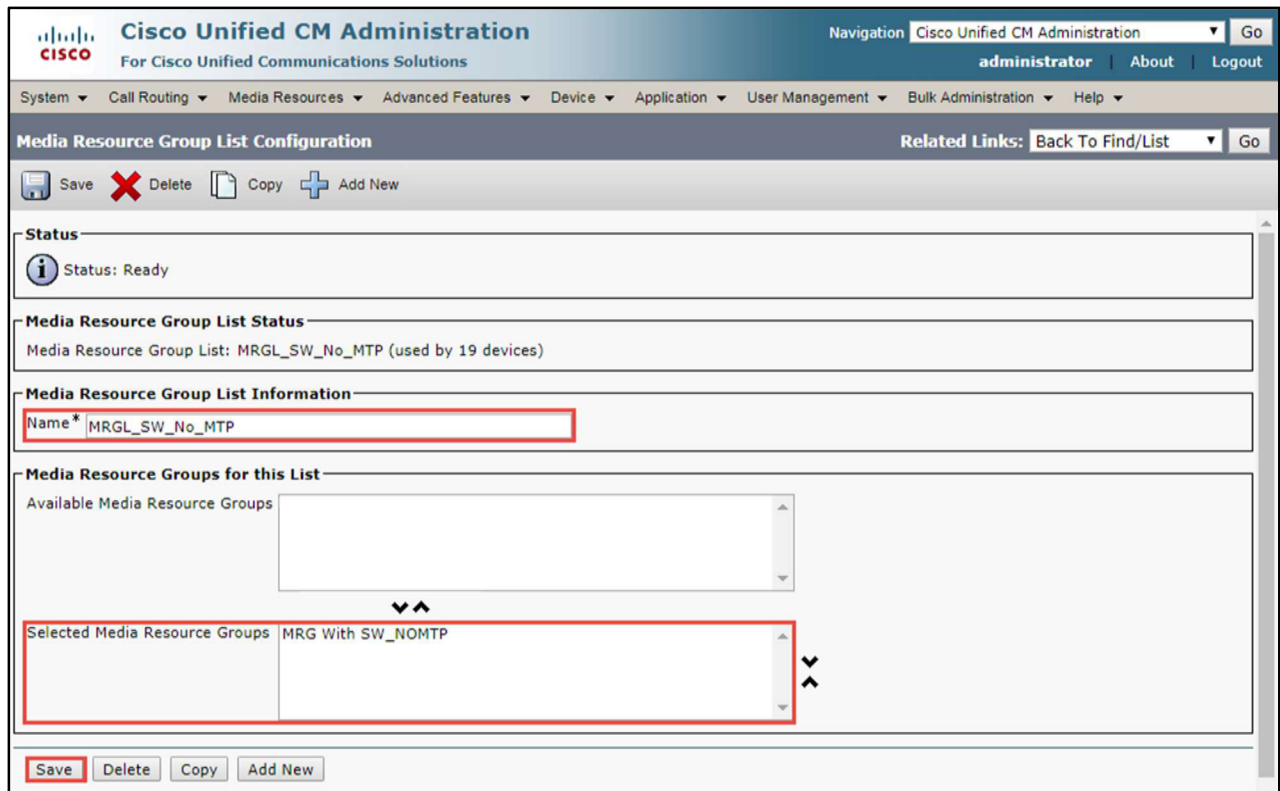 Cisco Unified CM Administration
Navigation Cisco Unified CM Administration Go
CISCO
For Cisco Unified Communications Solutions
administrator | About | Logout
System Call Routing Media Resources Advanced Features Device Application User Management Bulk Administration Help
Media Resource Group List Configuration
Related Links: Back To Find/List Go
Save Delete Copy Add New
Status
i Status: Ready
Media Resource Group List Status
Media Resource Group List: MRGL_SW_No_MTP (used by 19 devices)
Media Resource Group List Information
Name* MRGL_SW_No_MTP
Media Resource Groups for this List
Available Media Resource Groups
Selected Media Resource Groups MRG With SW_NOMTP
Save Delete Copy Add New